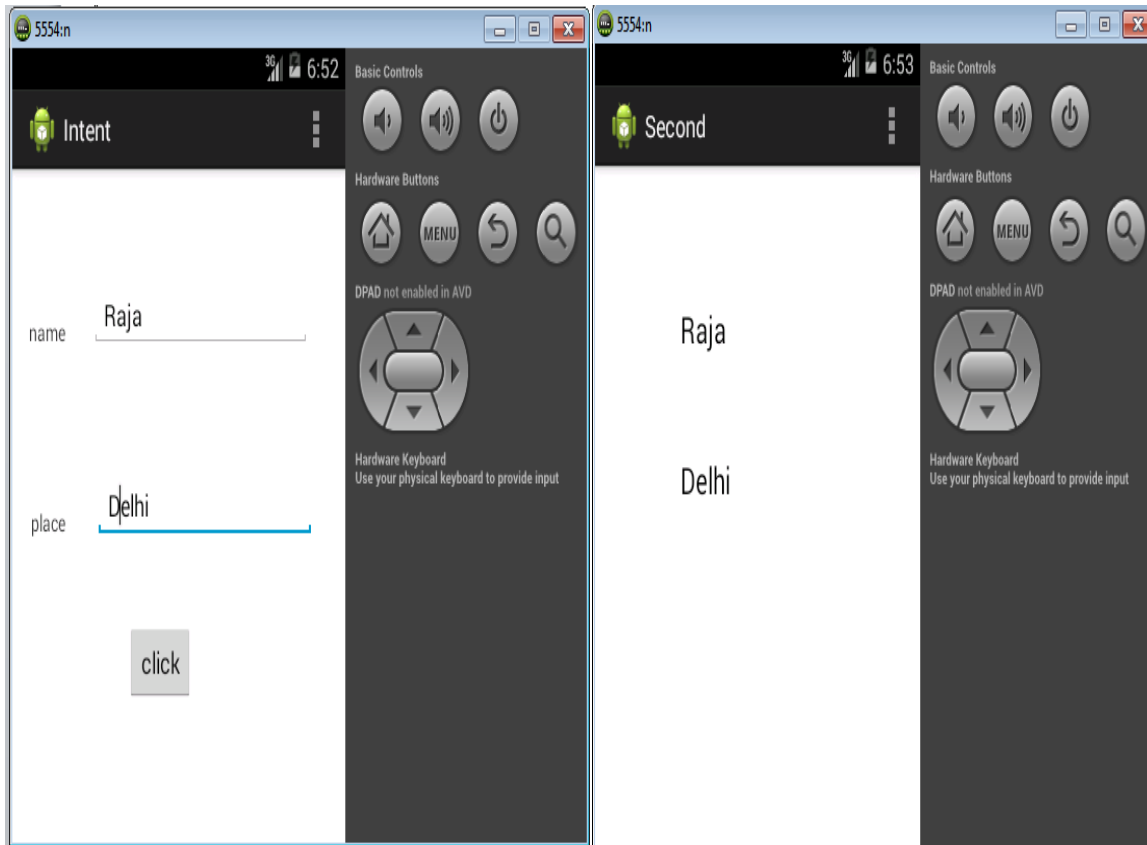 5554:n
3G 6:52
Intent
name Raja
place Delhi
click
Basic Controls
Hardware Buttons
MENU
DPAD not enabled in AVD
Hardware Keyboard
Use your physical keyboard to provide input
5554:n
3G 6:53
Second
Raja
Delhi
Basic Controls
Hardware Buttons
MENU
DPAD not enabled in AVD
Hardware Keyboard
Use your physical keyboard to provide input